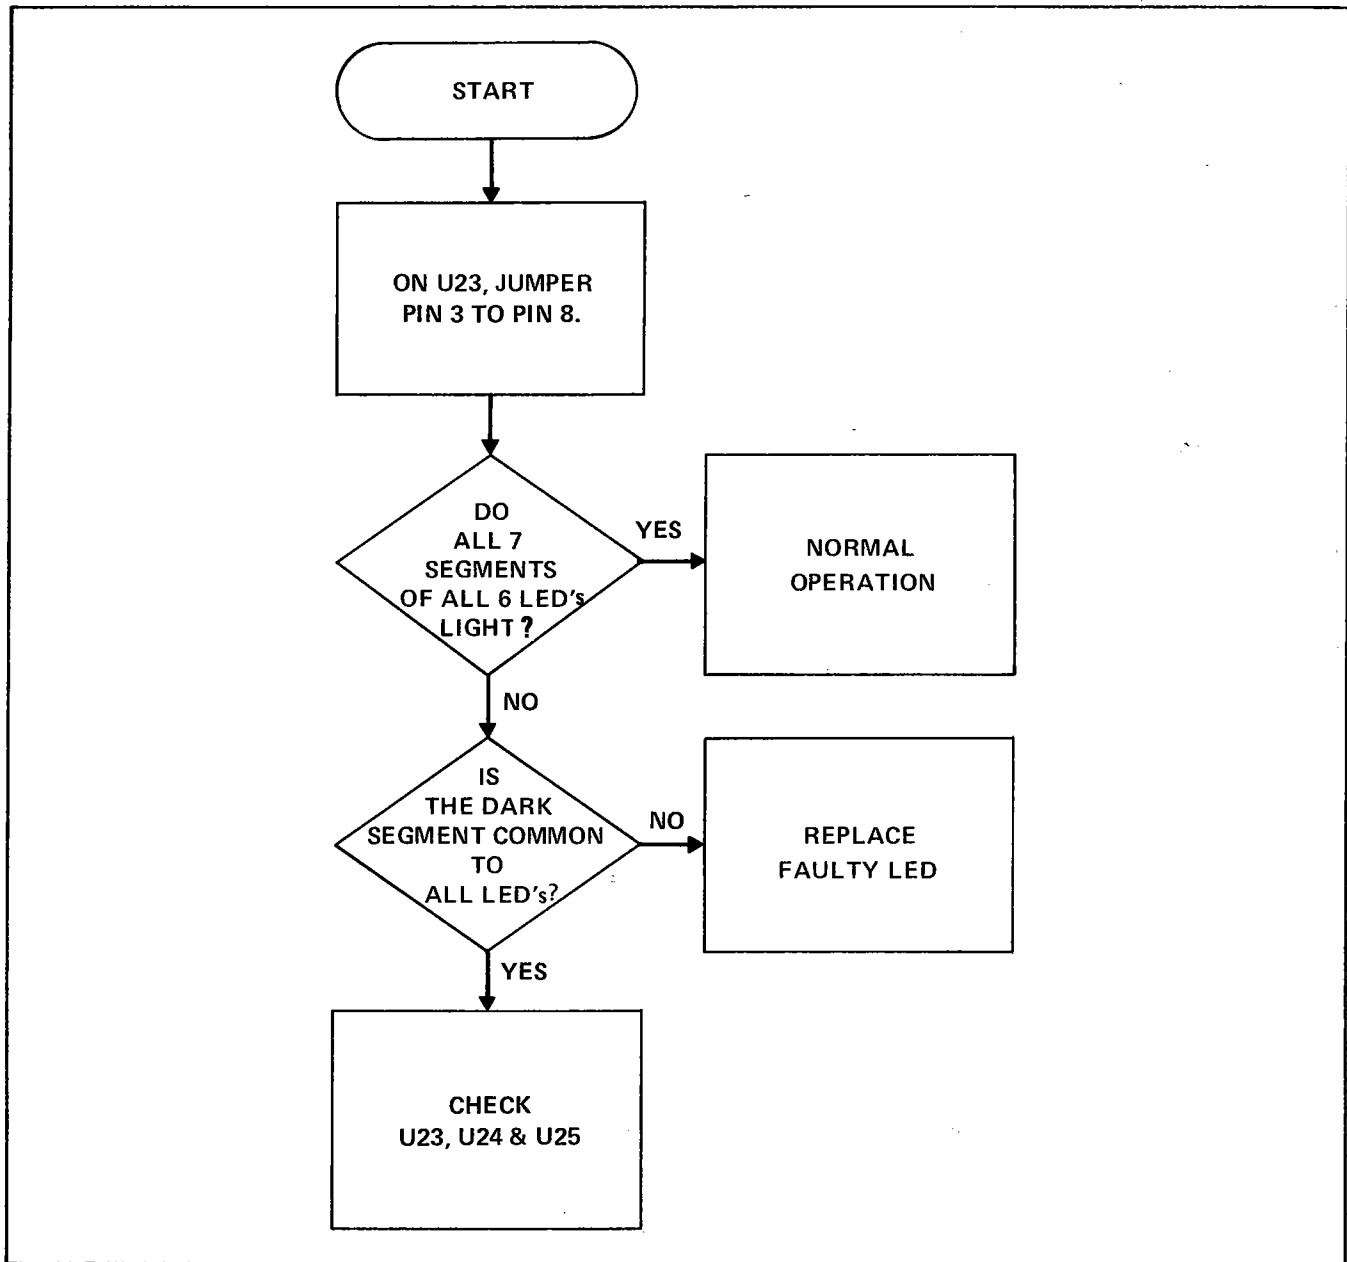 START
ON U23, JUMPER
PIN 3 TO PIN 8.
DO
ALL 7
SEGMENTS
OF ALL 6 LED's
LIGHT?
YES
NORMAL
OPERATION
NO
IS
THE DARK
SEGMENT COMMON
TO
ALL LED's?
NO
REPLACE
FAULTY LED
YES
CHECK
U23, U24 & U25